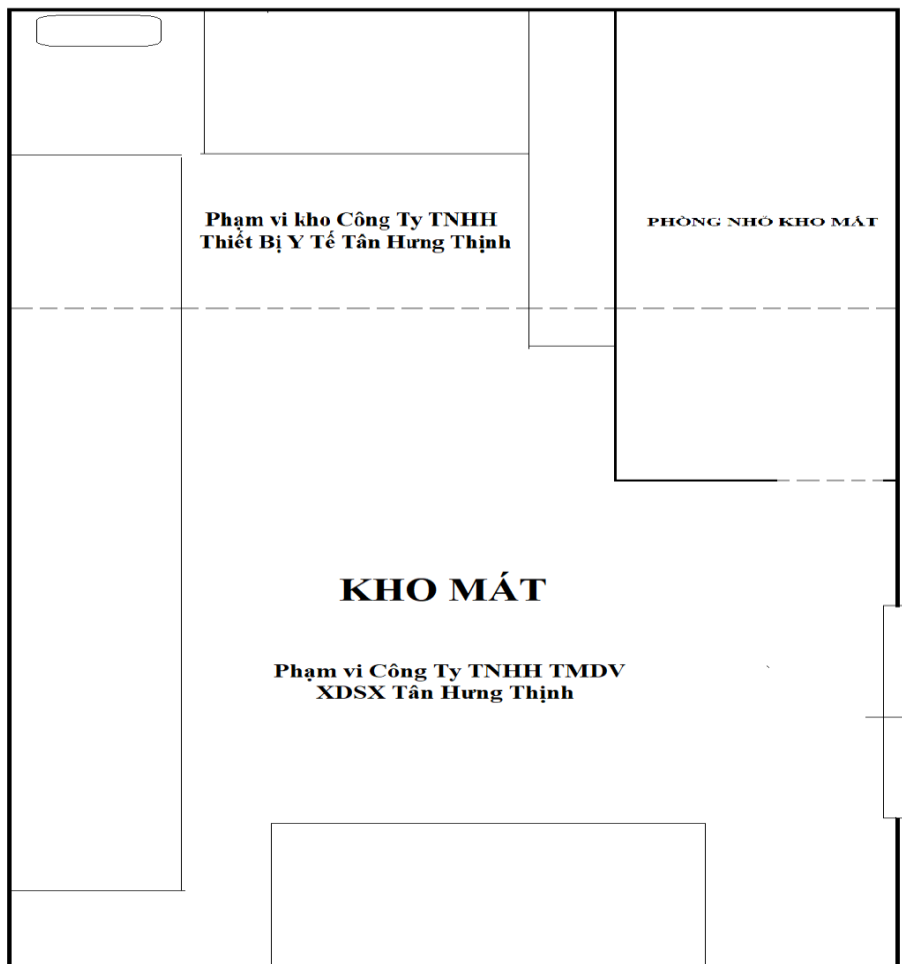 Phạm vi kho Công Ty TNHH
Thiết Bị Y Tế Tân Hưng Thịnh
PHÒNG NHỎ KHO MÁT
KHO MÁT
Phạm vi Công Ty TNHH TMDV
XDSX Tân Hưng Thịnh